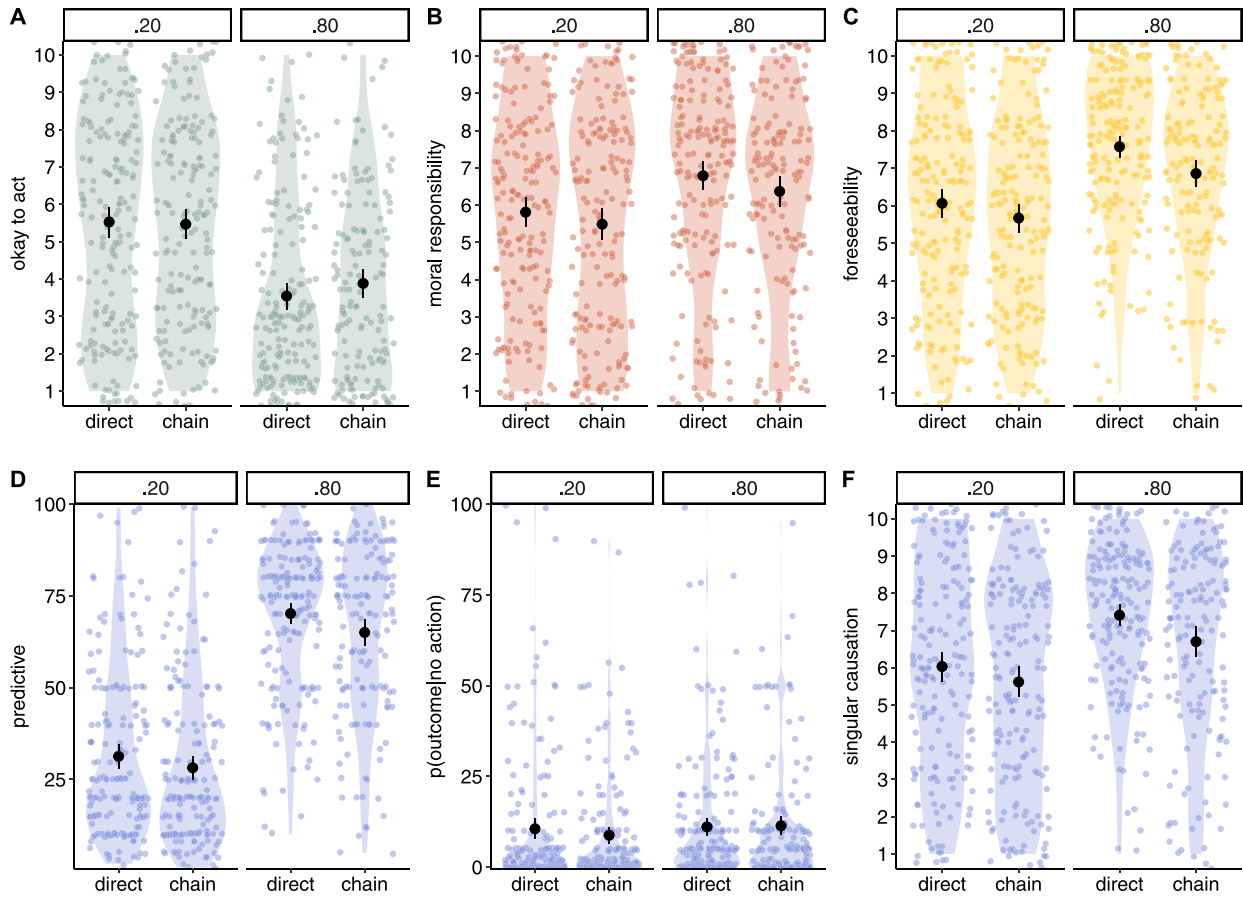 A
.20
.80
okay to act
10
9
8
7
6
5
4
3
2
1
direct
chain
direct
chain
B
.20
.80
moral responsibility
10
9
8
7
6
5
4
3
2
1
direct
chain
direct
chain
C
.20
.80
foreseeability
10
9
8
7
6
5
4
3
2
1
direct
chain
direct
chain
D
.20
.80
predictive
100
75
50
25
direct
chain
direct
chain
E
.20
.80
p(outcome|no action)
100
75
50
25
0
direct
chain
direct
chain
F
.20
.80
singular causation
10
9
8
7
6
5
4
3
2
1
direct
chain
direct
chain